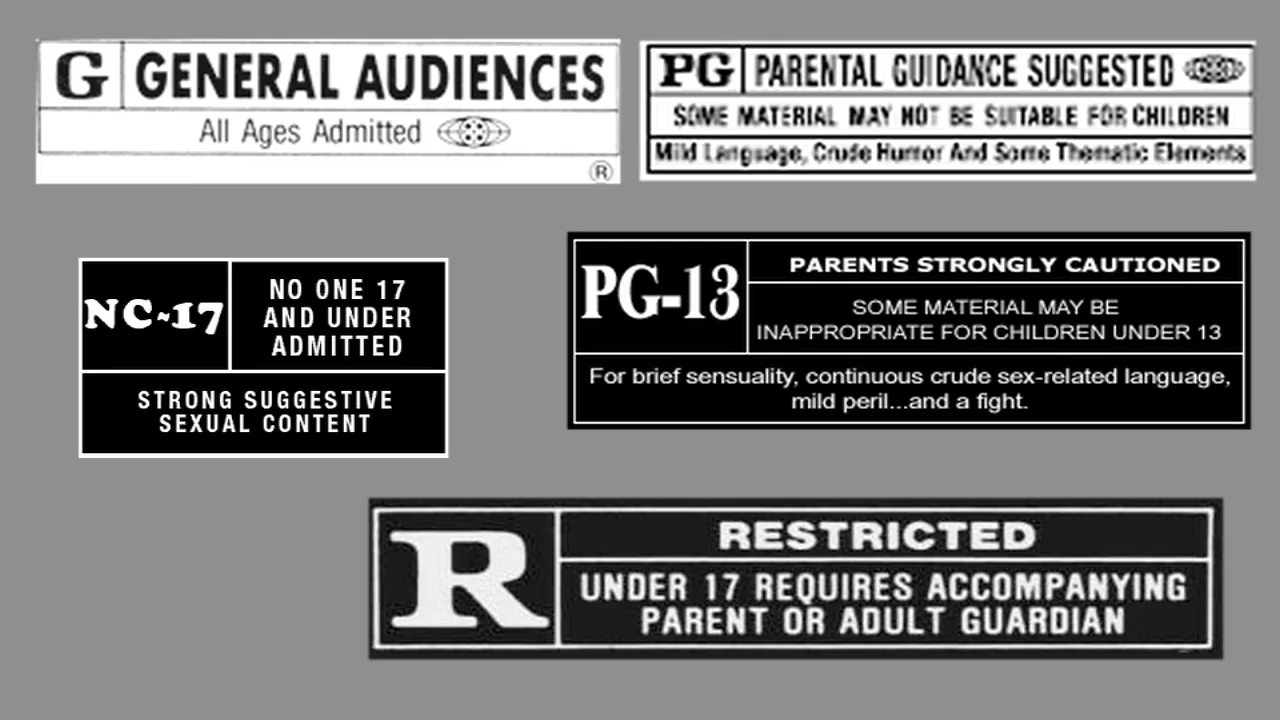 G GENERAL AUDIENCES
All Ages Admitted
®
PG PARENTAL GUIDANCE SUGGESTED
SOME MATERIAL MAY NOT BE SUITABLE FOR CHILDREN
Mild Language, Crude Humor And Some Thematic Elements
NC-17
NO ONE 17
AND UNDER
ADMITTED
STRONG SUGGESTIVE
SEXUAL CONTENT
PG-13
PARENTS STRONGLY CAUTIONED
SOME MATERIAL MAY BE
INAPPROPRIATE FOR CHILDREN UNDER 13
For brief sensuality, continuous crude sex-related language,
mild peril...and a fight.
R
RESTRICTED
UNDER 17 REQUIRES ACCOMPANYING
PARENT OR ADULT GUARDIAN